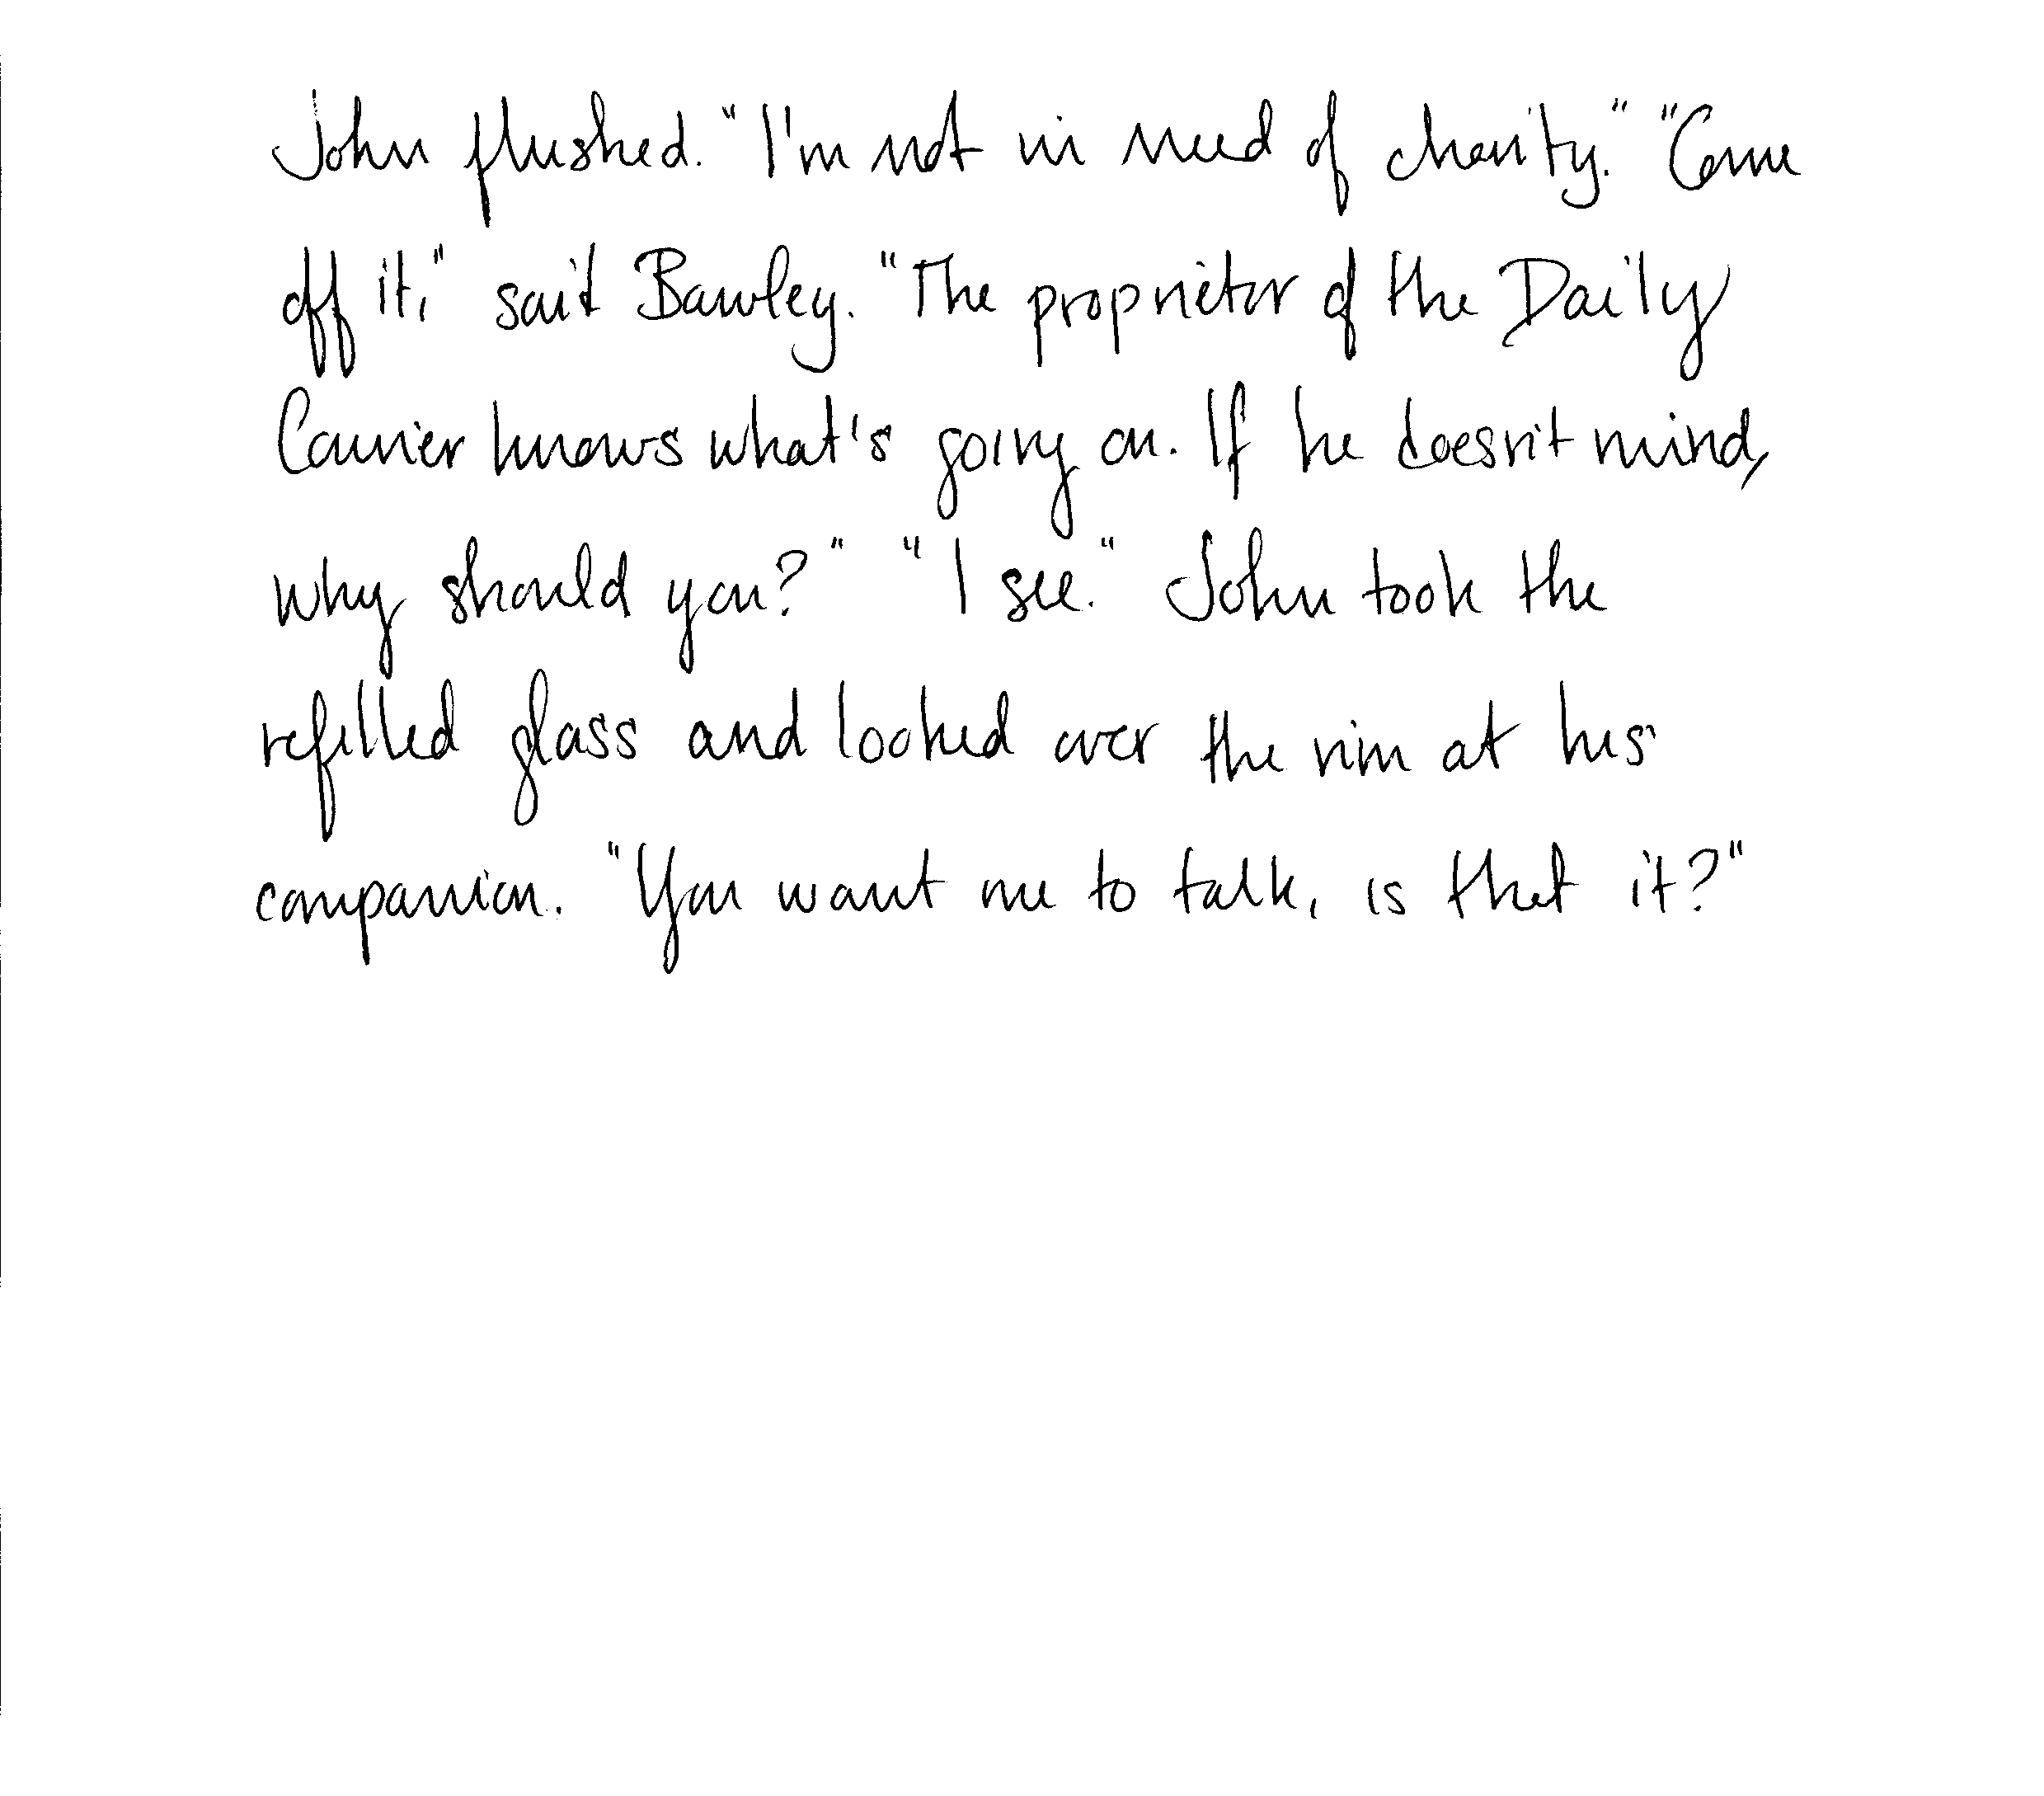 John flushed. "I'm not in need of charity." "Come
off it," said Bawley. "The proprietor of the Daily
Courier knows what's going on. If he doesn't mind,
why should you?" "I see." John took the
refilled glass and looked over the rim at his
companion. "You want me to talk, is that it?"